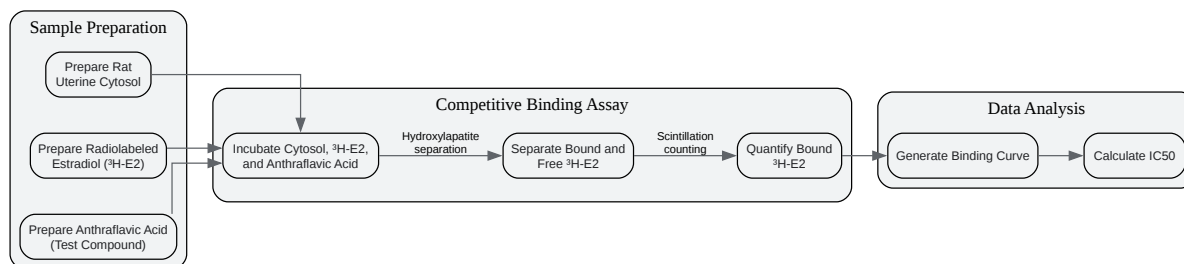 Sample Preparation
Prepare Rat
Uterine Cytosol
Prepare Radiolabeled
Estradiol (³H-E2)
Prepare Anthraflavic Acid
(Test Compound)
Competitive Binding Assay
Incubate Cytosol, ³H-E2,
and Anthraflavic Acid
Hydroxylapatite
separation
Separate Bound and
Free ³H-E2
Scintillation
counting
Quantify Bound
³H-E2
Data Analysis
Generate Binding Curve
Calculate IC50